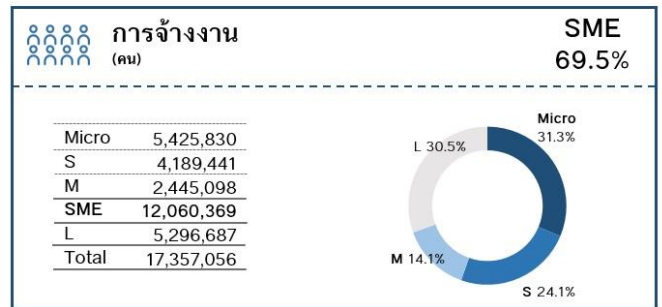 การจ้างงาน
(คน)
SME
69.5%
Micro 5,425,830
S 4,189,441
M 2,445,098
SME 12,060,369
L 5,296,687
Total 17,357,056
Micro
31.3%
L 30.5%
M 14.1%
S 24.1%